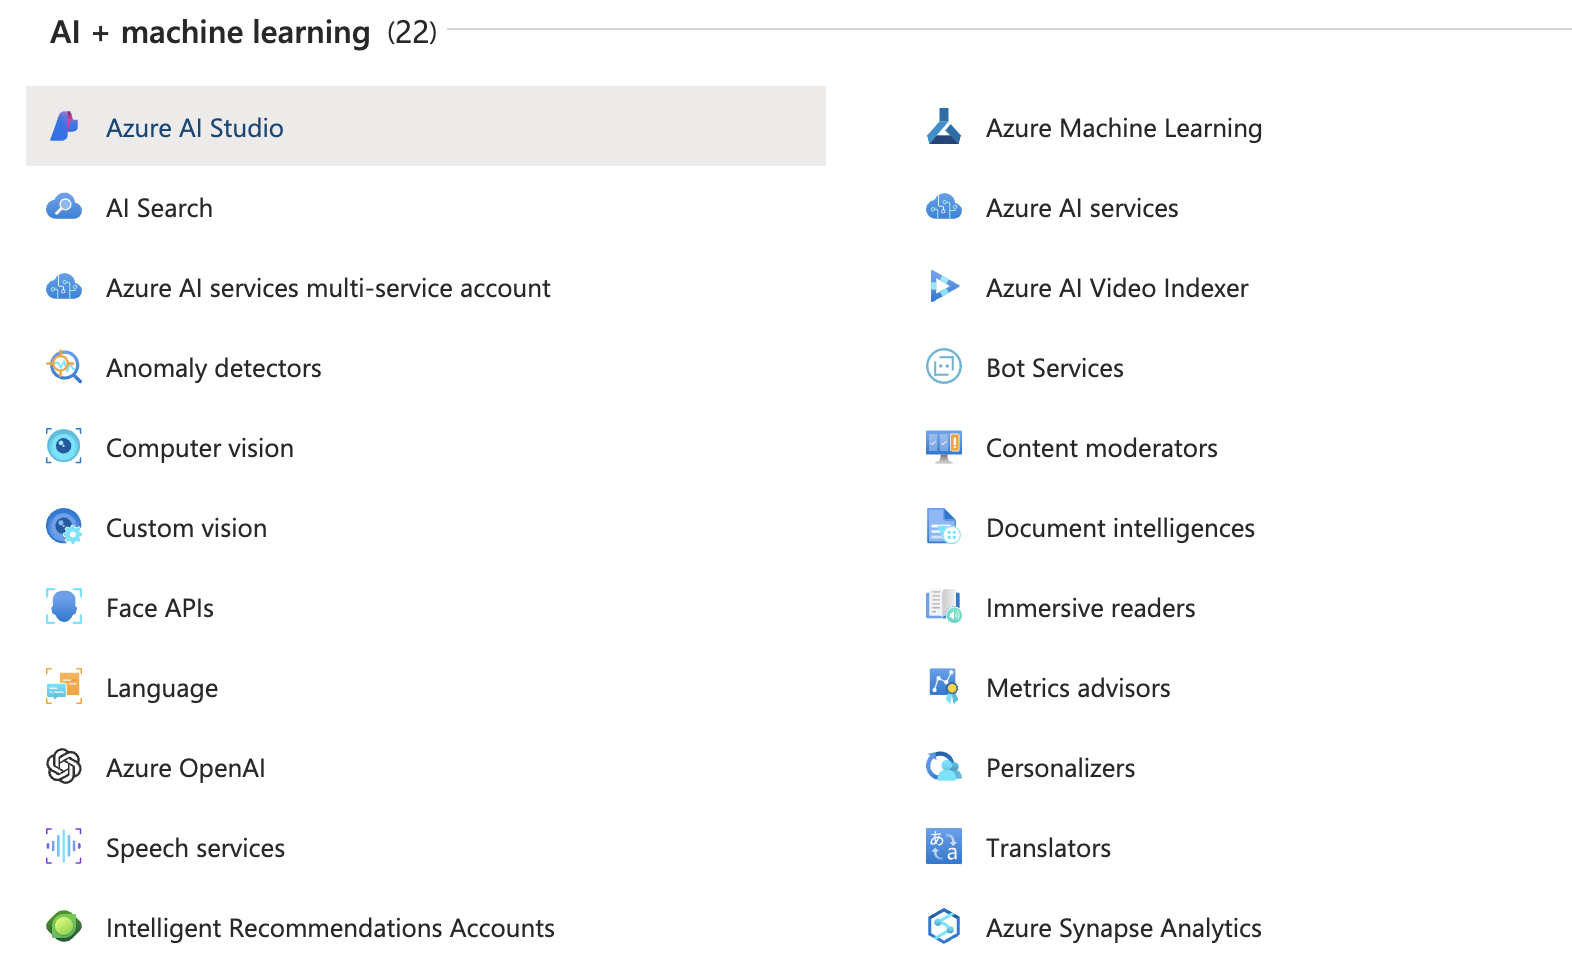 AI + machine learning (22)
Azure AI Studio
Azure Machine Learning
AI Search
Azure AI services
Azure AI services multi-service account
Azure AI Video Indexer
Anomaly detectors
Bot Services
Computer vision
Content moderators
Custom vision
Document intelligences
Face APIs
Immersive readers
Language
Metrics advisors
Azure OpenAI
Personalizers
Speech services
あ
a
Translators
Intelligent Recommendations Accounts
Azure Synapse Analytics